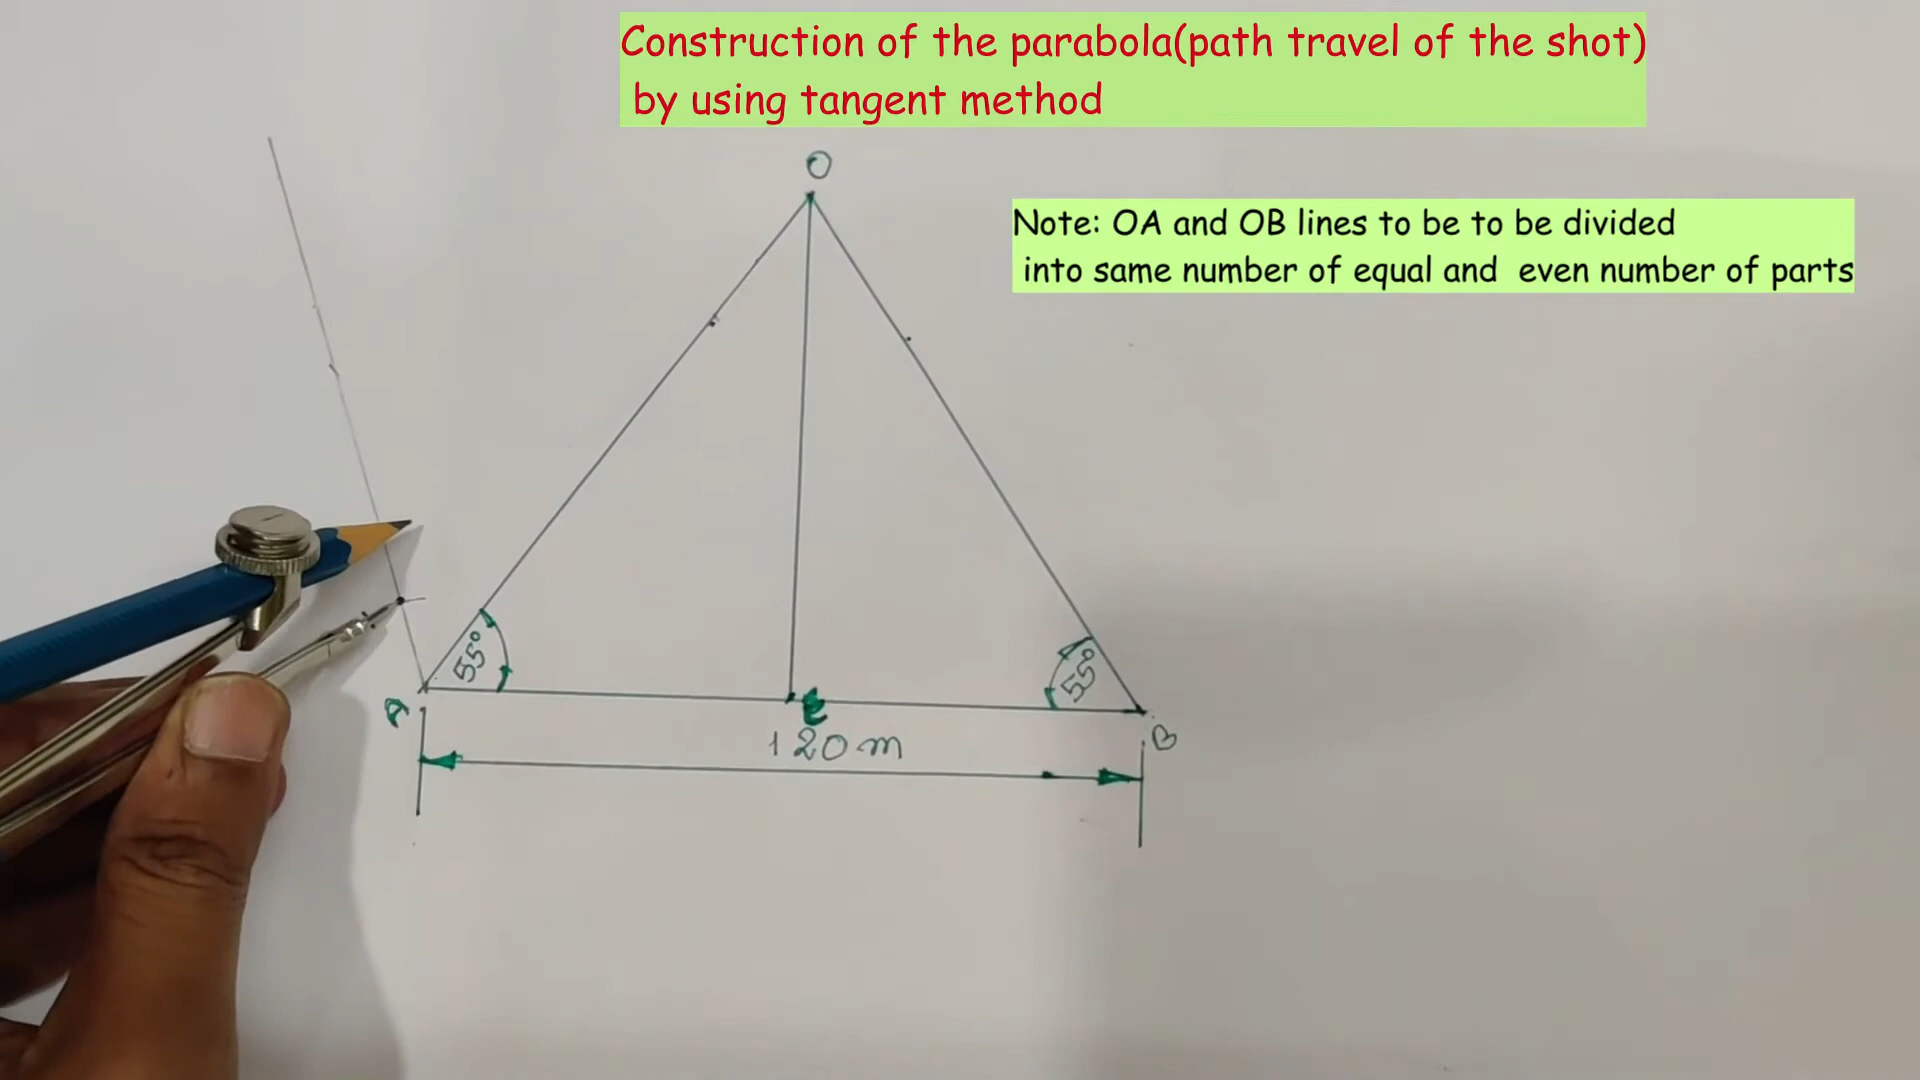 Construction of the parabola(path travel of the shot)
by using tangent method
O
Note: OA and OB lines to be to be divided
into same number of equal and even number of parts
55°
55°
A
B
120m